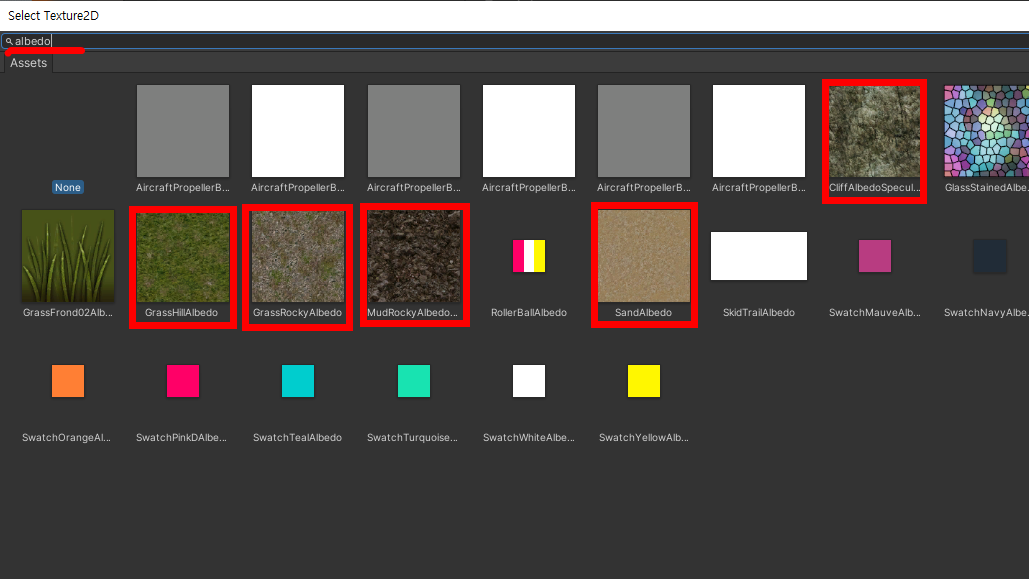 Select Texture2D
albedo
Assets
None
AircraftPropellerB...
AircraftPropellerB...
AircraftPropellerB...
AircraftPropellerB...
AircraftPropellerB...
AircraftPropellerB...
CliffAlbedoSpecul...
GlassStainedAlbe...
GrassFrond02Alb...
GrassHillAlbedo
GrassRockyAlbedo
MudRockyAlbedo...
RollerBallAlbedo
SandAlbedo
SkidTrailAlbedo
SwatchMauveAlb...
SwatchNavyAlbe...
SwatchOrangeAl...
SwatchPinkDAlbe...
SwatchTealAlbedo
SwatchTurquoise...
SwatchWhiteAlbe...
SwatchYellowAlb...